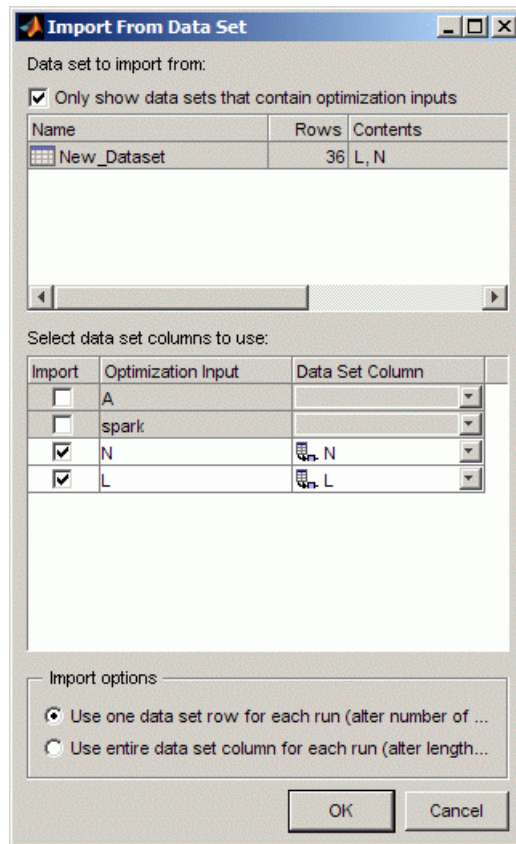 Import From Data Set
Data set to import from:
Only show data sets that contain optimization inputs
Name Rows Contents
New_Dataset 36 L, N
Select data set columns to use:
Import Optimization Input Data Set Column
A
spark
N N
L L
Import options
Use one data set row for each run (alter number of ...
Use entire data set column for each run (alter length...
OK Cancel